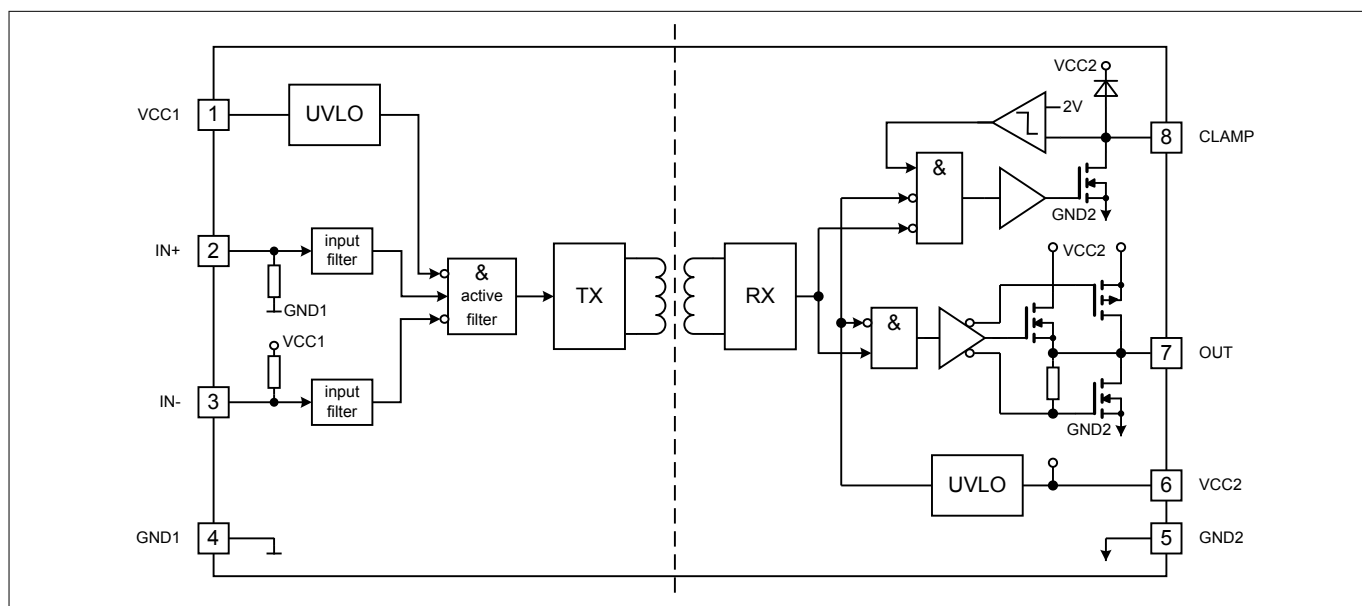 VCC1
1
UVLO
IN+
2
input
filter
GND1
&
active
filter
VCC1
IN-
3
input
filter
GND1
4
TX
RX
VCC2
2V
8
CLAMP
&
GND2
VCC2
&
7
OUT
GND2
UVLO
6
VCC2
5
GND2